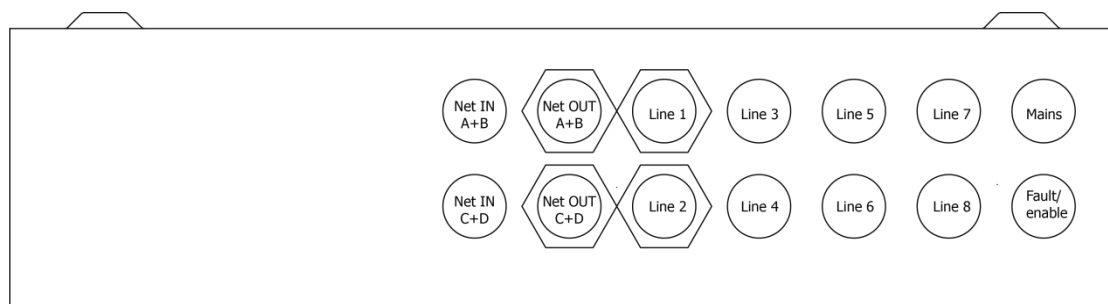 Net IN
A+B
Net OUT
A+B
Line 1
Line 3
Line 5
Line 7
Mains
Net IN
C+D
Net OUT
C+D
Line 2
Line 4
Line 6
Line 8
Fault/
enable